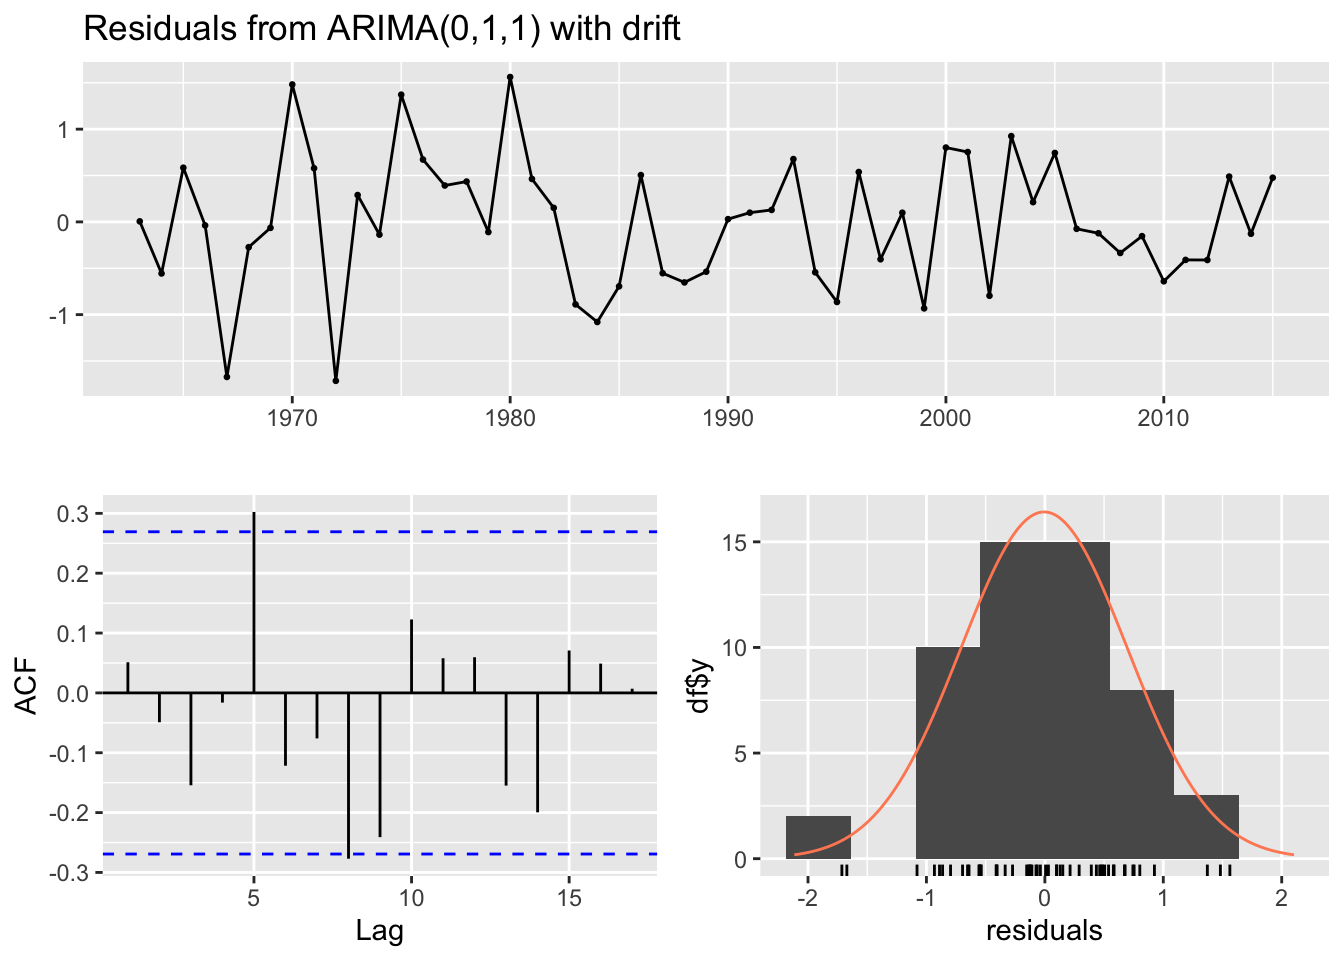 Residuals from ARIMA(0,1,1) with drift
1
0
-1
1970 1980 1990 2000 2010
ACF
0.3
0.2
0.1
0.0
-0.1
-0.2
-0.3
5 10 15
Lag
df$y
15
10
5
0
-2 -1 0 1 2
residuals